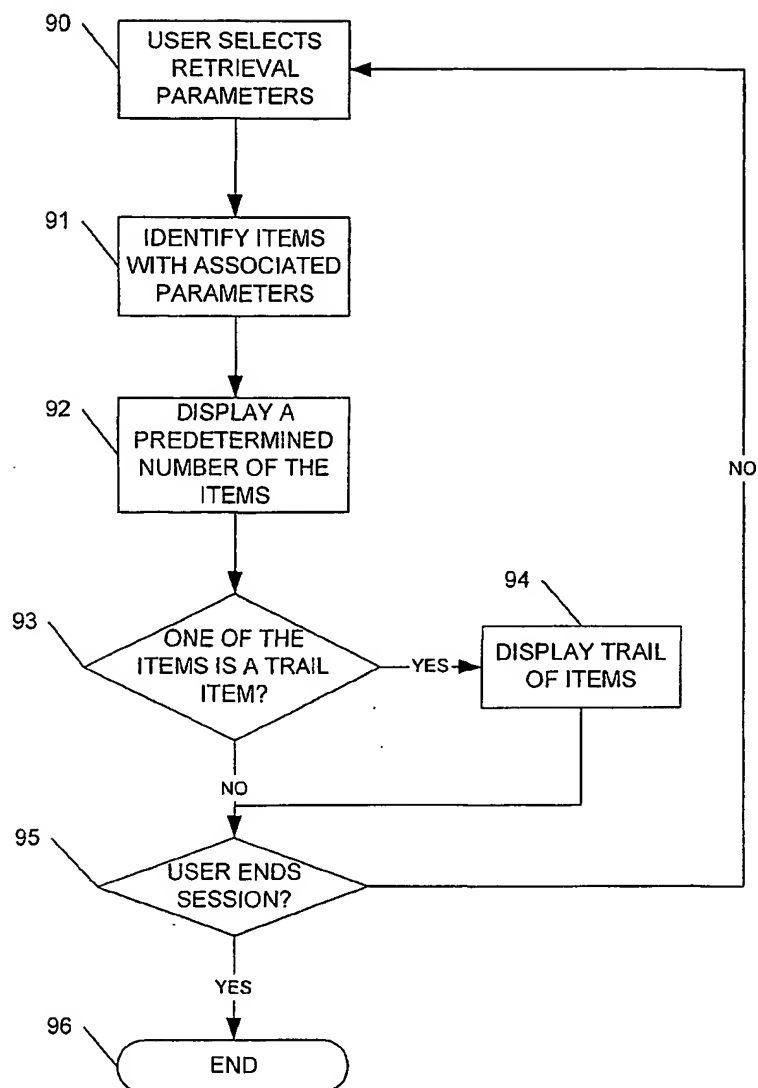 90
USER SELECTS
RETRIEVAL
PARAMETERS
91
IDENTIFY ITEMS
WITH ASSOCIATED
PARAMETERS
92
DISPLAY A
PREDETERMINED
NUMBER OF THE
ITEMS
NO
93
ONE OF THE
ITEMS IS A TRAIL
ITEM?
YES
94
DISPLAY TRAIL
OF ITEMS
NO
95
USER ENDS
SESSION?
YES
96
END